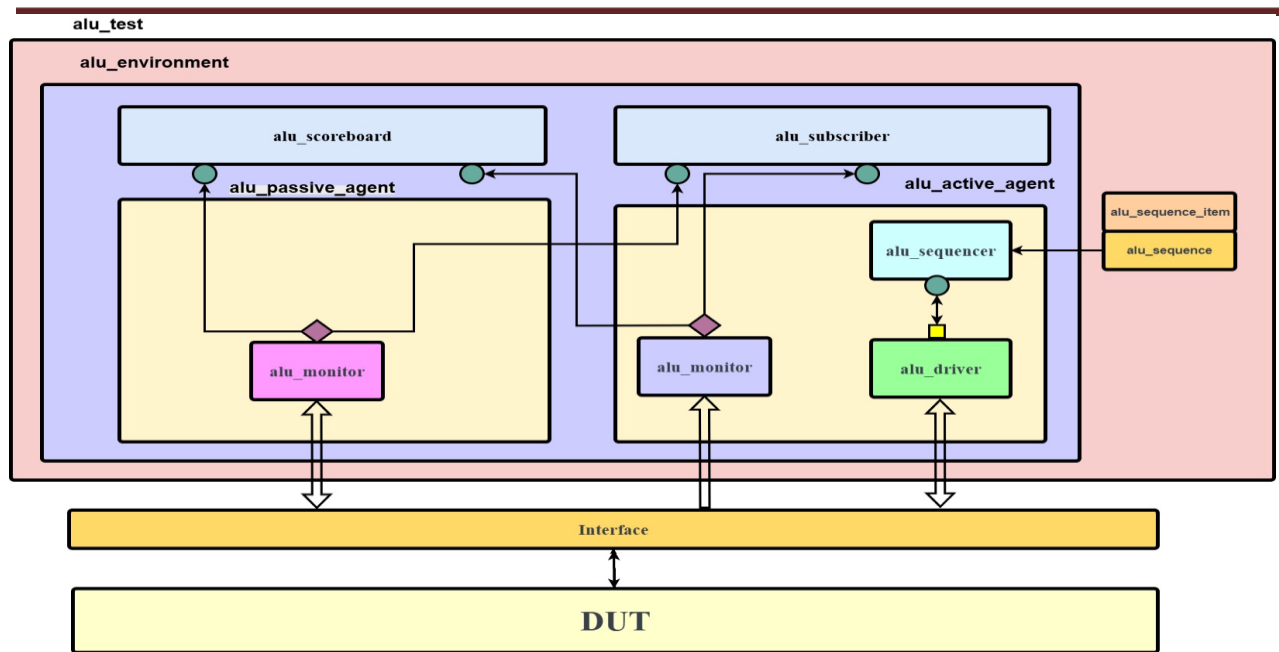 alu_test
alu_environment
alu_scoreboard
alu_subscriber
alu_passive_agent
alu_active_agent
alu_sequence_item
alu_sequence
alu_sequencer
alu_monitor
alu_monitor
alu_driver
Interface
DUT